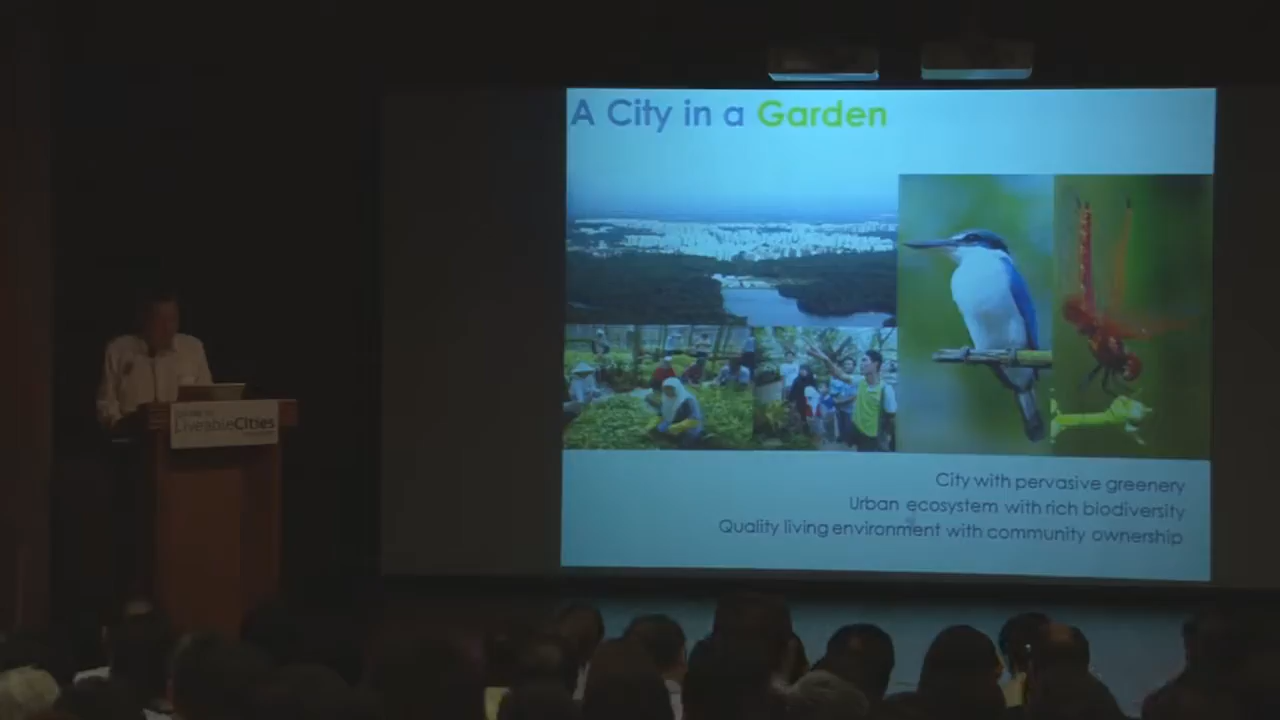 A City in a Garden
LiveableCities
City with pervasive greenery
Urban ecosystem with rich biodiversity
Quality living environment with community ownership